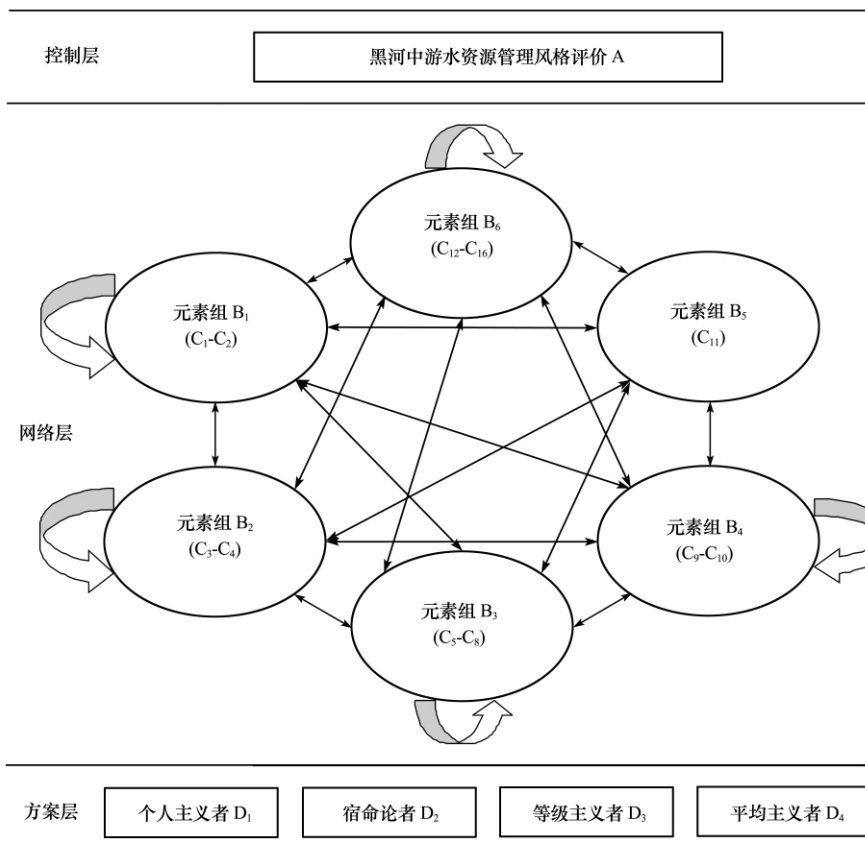 控制层
黑河中游水资源管理风格评价 A
元素组 B₆
(C₁₂-C₁₆)
元素组 B₁
(C₁-C₂)
元素组 B₅
(C₁₁)
网络层
元素组 B₂
(C₃-C₄)
元素组 B₄
(C₉-C₁₀)
元素组 B₃
(C₅-C₈)
方案层
个人主义者 D₁
宿命论者 D₂
等级主义者 D₃
平均主义者 D₄